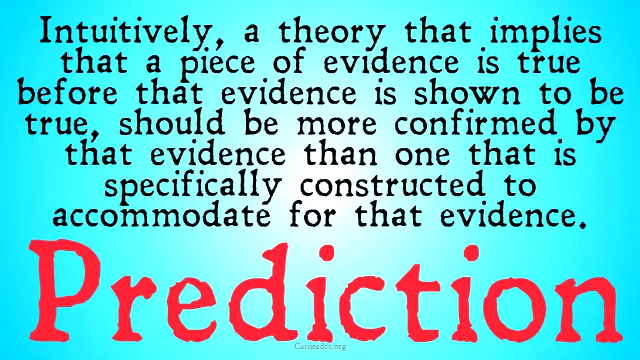 Intuitively, a theory that implies
that a piece of evidence is true
before that evidence is shown to be
true, should be more confirmed by
that evidence than one that is
specifically constructed to
accommodate for that evidence.
Prediction
Carneades.org